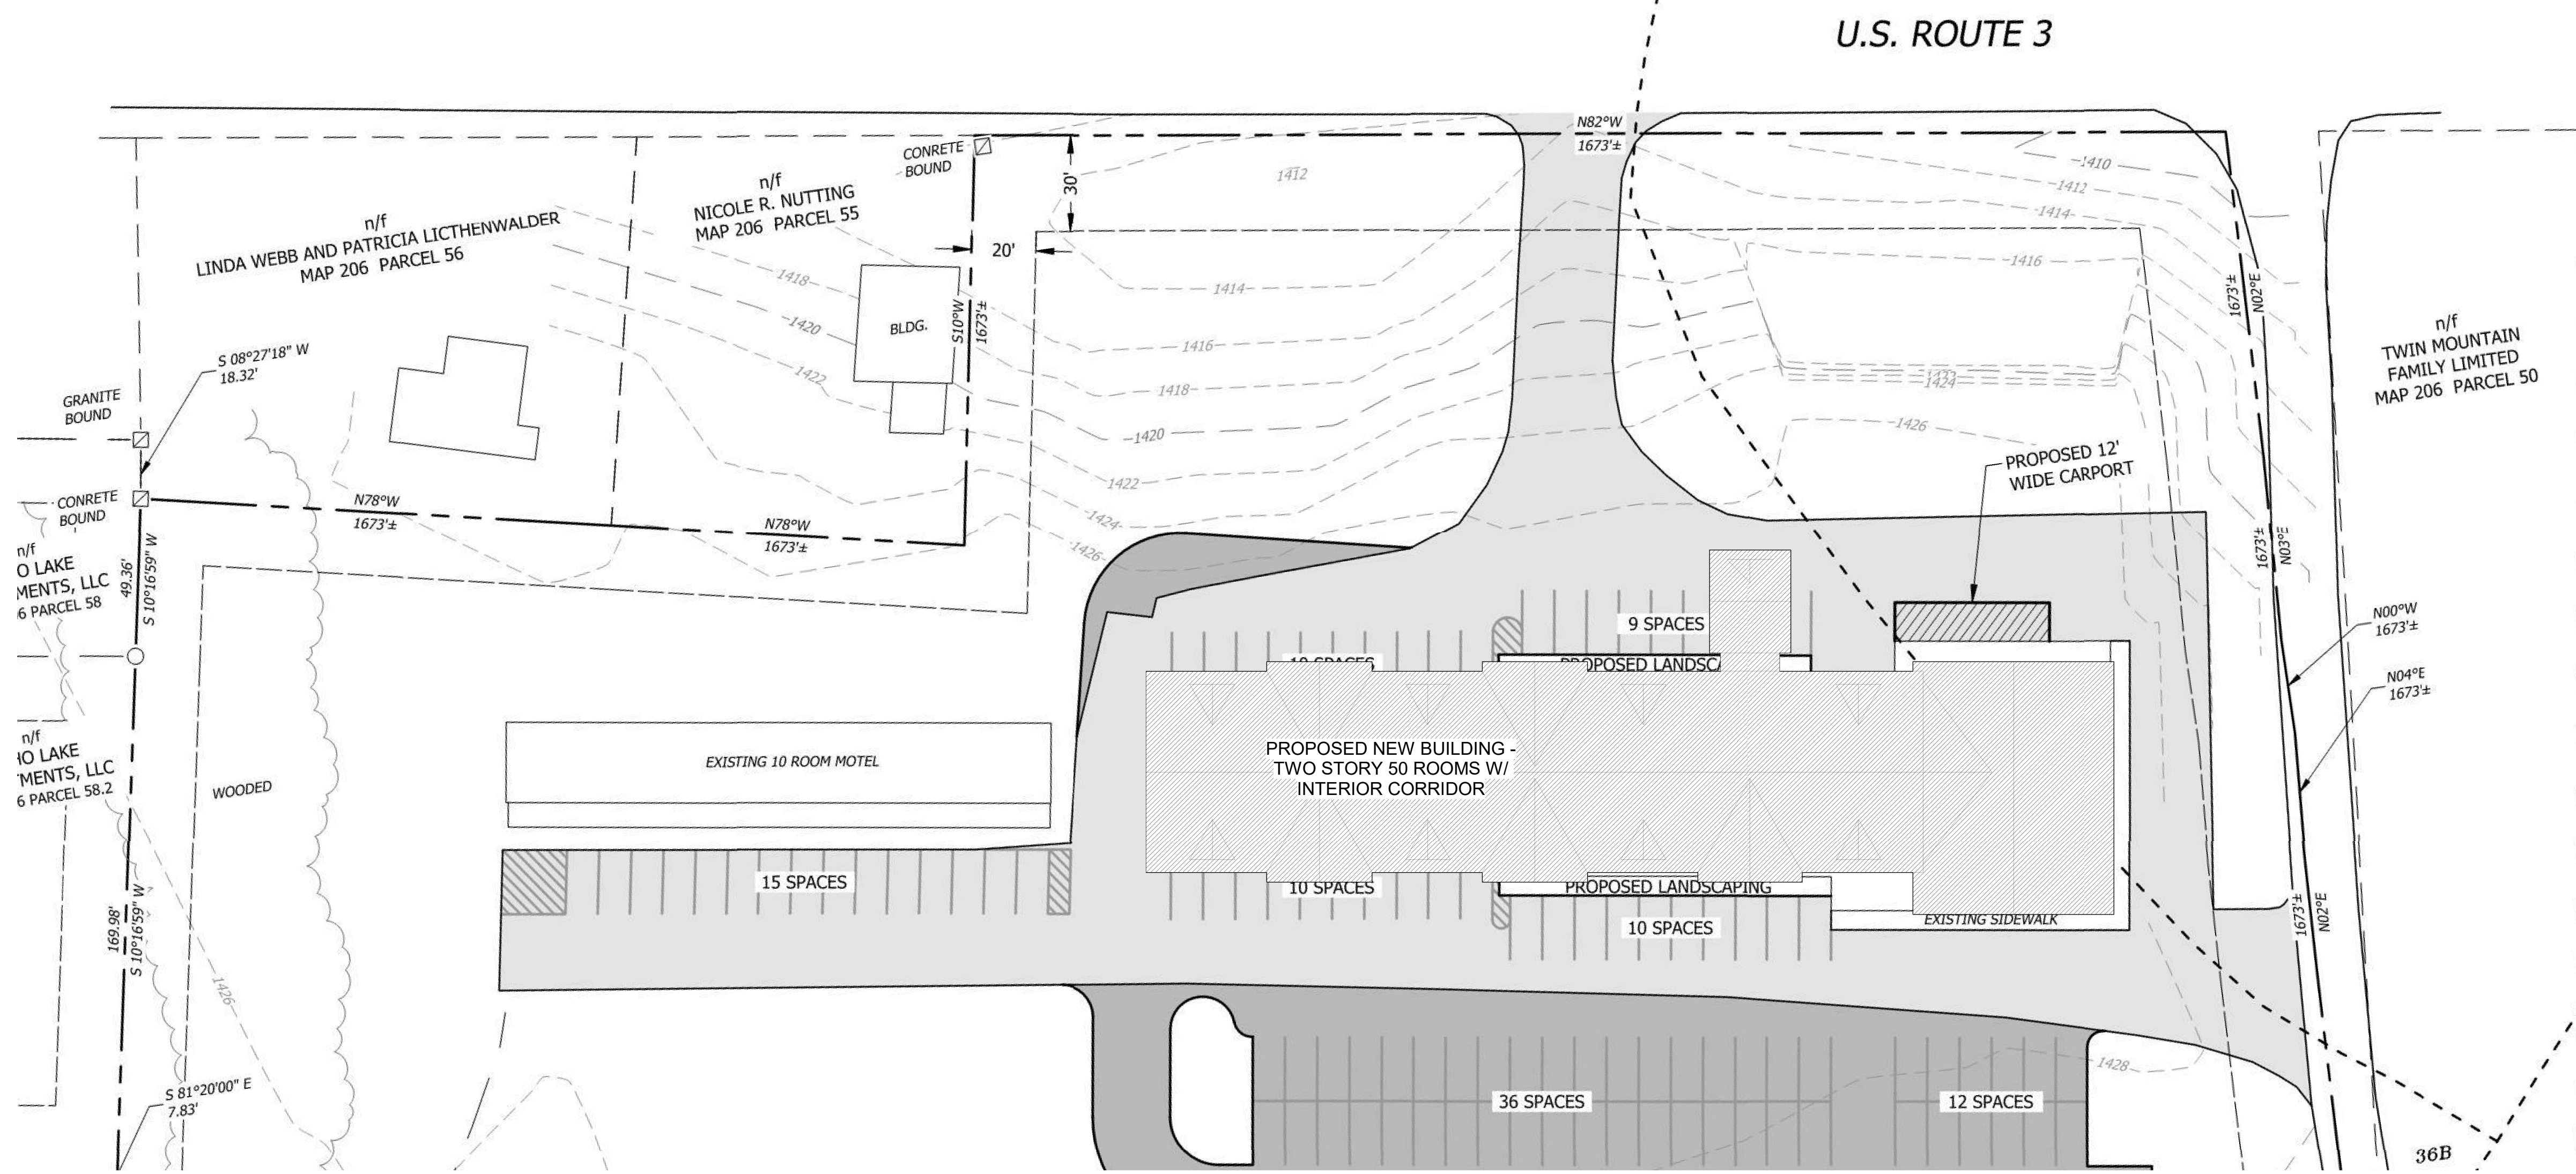 U.S. ROUTE 3
N82°W
1673'±
CONRETE
BOUND
30'
20'
n/f
LINDA WEBB AND PATRICIA LICTHENWALDER
MAP 206 PARCEL 56
n/f
NICOLE R. NUTTING
MAP 206 PARCEL 55
BLDG.
S10°W
1673'±
1412
1414
1416
1418
1420
1422
1424
1426
1418
1420
1422
1410
1412
1414
1416
1424
1426
1673'±
N02°E
n/f
TWIN MOUNTAIN
FAMILY LIMITED
MAP 206 PARCEL 50
S 08°27'18" W
18.32'
GRANITE
BOUND
CONRETE
BOUND
N78°W
1673'±
N78°W
1673'±
PROPOSED 12'
WIDE CARPORT
1673'±
N03°E
n/f
O LAKE
MENTS, LLC
6 PARCEL 58
49.36'
S 10°16'59" W
N00°W
1673'±
N04°E
1673'±
9 SPACES
PROPOSED LANDSCA
10 SPACES
n/f
MENTS, LLC
6 PARCEL 58.2
WOODED
EXISTING 10 ROOM MOTEL
PROPOSED NEW BUILDING -
TWO STORY 50 ROOMS W/
INTERIOR CORRIDOR
15 SPACES
10 SPACES
PROPOSED LANDSCAPING
10 SPACES
EXISTING SIDEWALK
1673'±
N02°E
169.98'
S 10°16'59" W
1426
S 81°20'00" E
7.83'
36 SPACES
12 SPACES
1428
36B